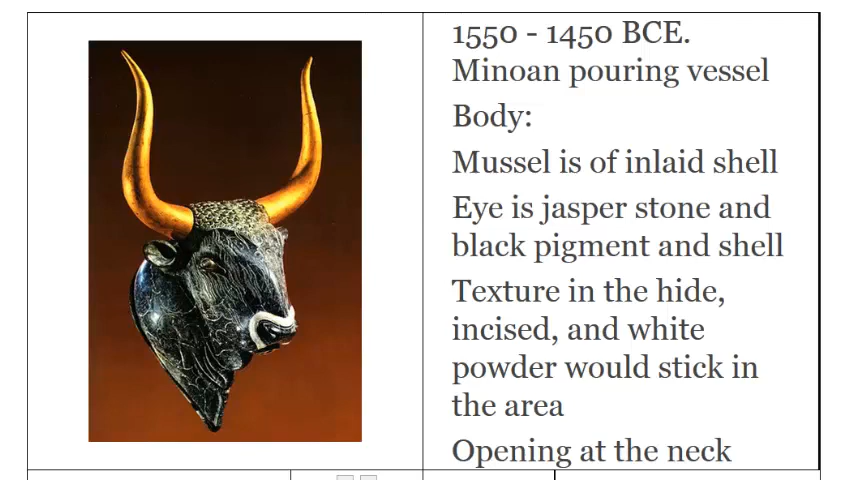 1550 - 1450 BCE.
Minoan pouring vessel
Body:
Mussel is of inlaid shell
Eye is jasper stone and
black pigment and shell
Texture in the hide,
incised, and white
powder would stick in
the area
Opening at the neck